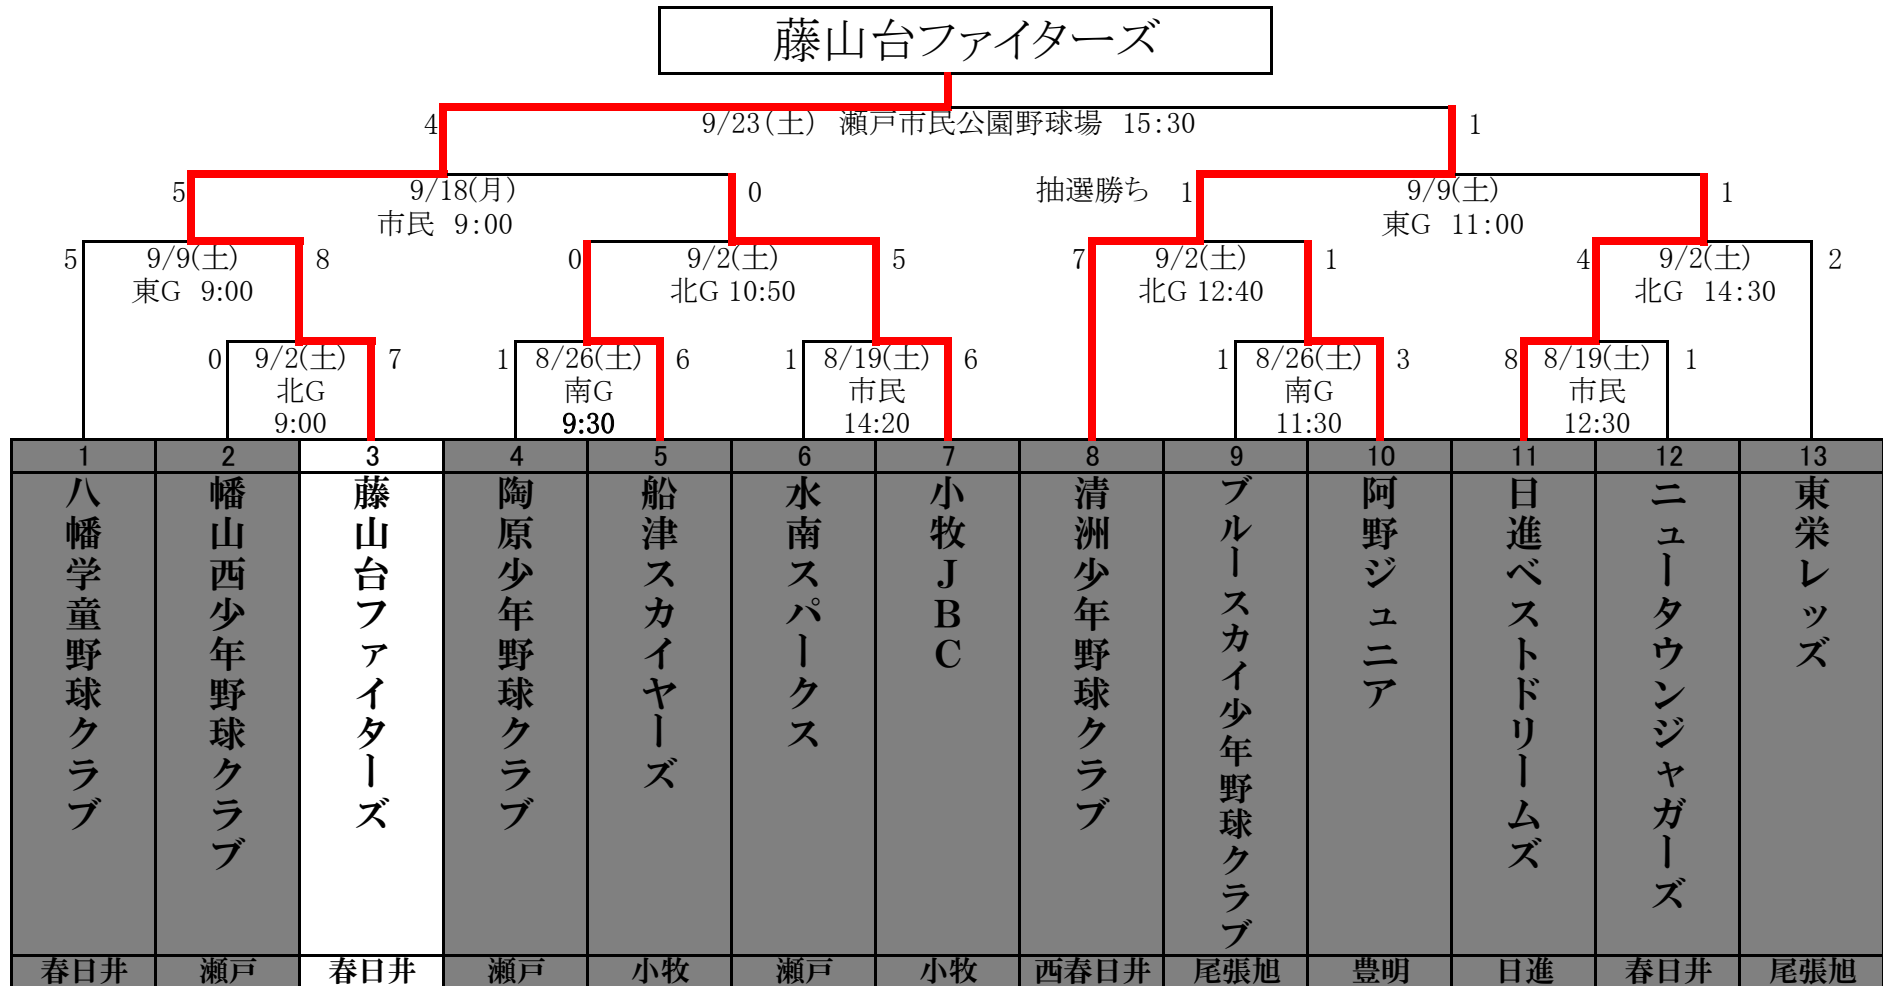 藤山台ファイターズ
4 9/23(土) 瀬戸市民公園野球場 15:30 1
5 9/18(月) 0 抽選勝ち 1 9/9(土) 1
市民 9:00 東G 11:00
5 9/9(土) 8 0 9/2(土) 5 7 9/2(土) 1 4 9/2(土) 2
東G 9:00 北G 10:50 北G 12:40 北G 14:30
0 9/2(土) 7 1 8/26(土) 6 1 8/19(土) 6 1 8/26(土) 3 8 8/19(土) 1
北G 南G 市民 南G 市民
9:00 9:30 14:20 11:30 12:30
1 2 3 4 5 6 7 8 9 10 11 12 13
八幡学童野球クラブ
幡山西少年野球クラブ
藤山台ファイターズ
陶原少年野球クラブ
船津スカイヤーズ
水南スパークス
小牧JBC
清洲少年野球クラブ
ブルースカイ少年野球クラブ
阿野ジュニア
日進ベストドリームズ
ニュータウンジャガーズ
東栄レッズ
春日井 瀬戸 春日井 瀬戸 小牧 瀬戸 小牧 西春日井 尾張旭 豊明 日進 春日井 尾張旭